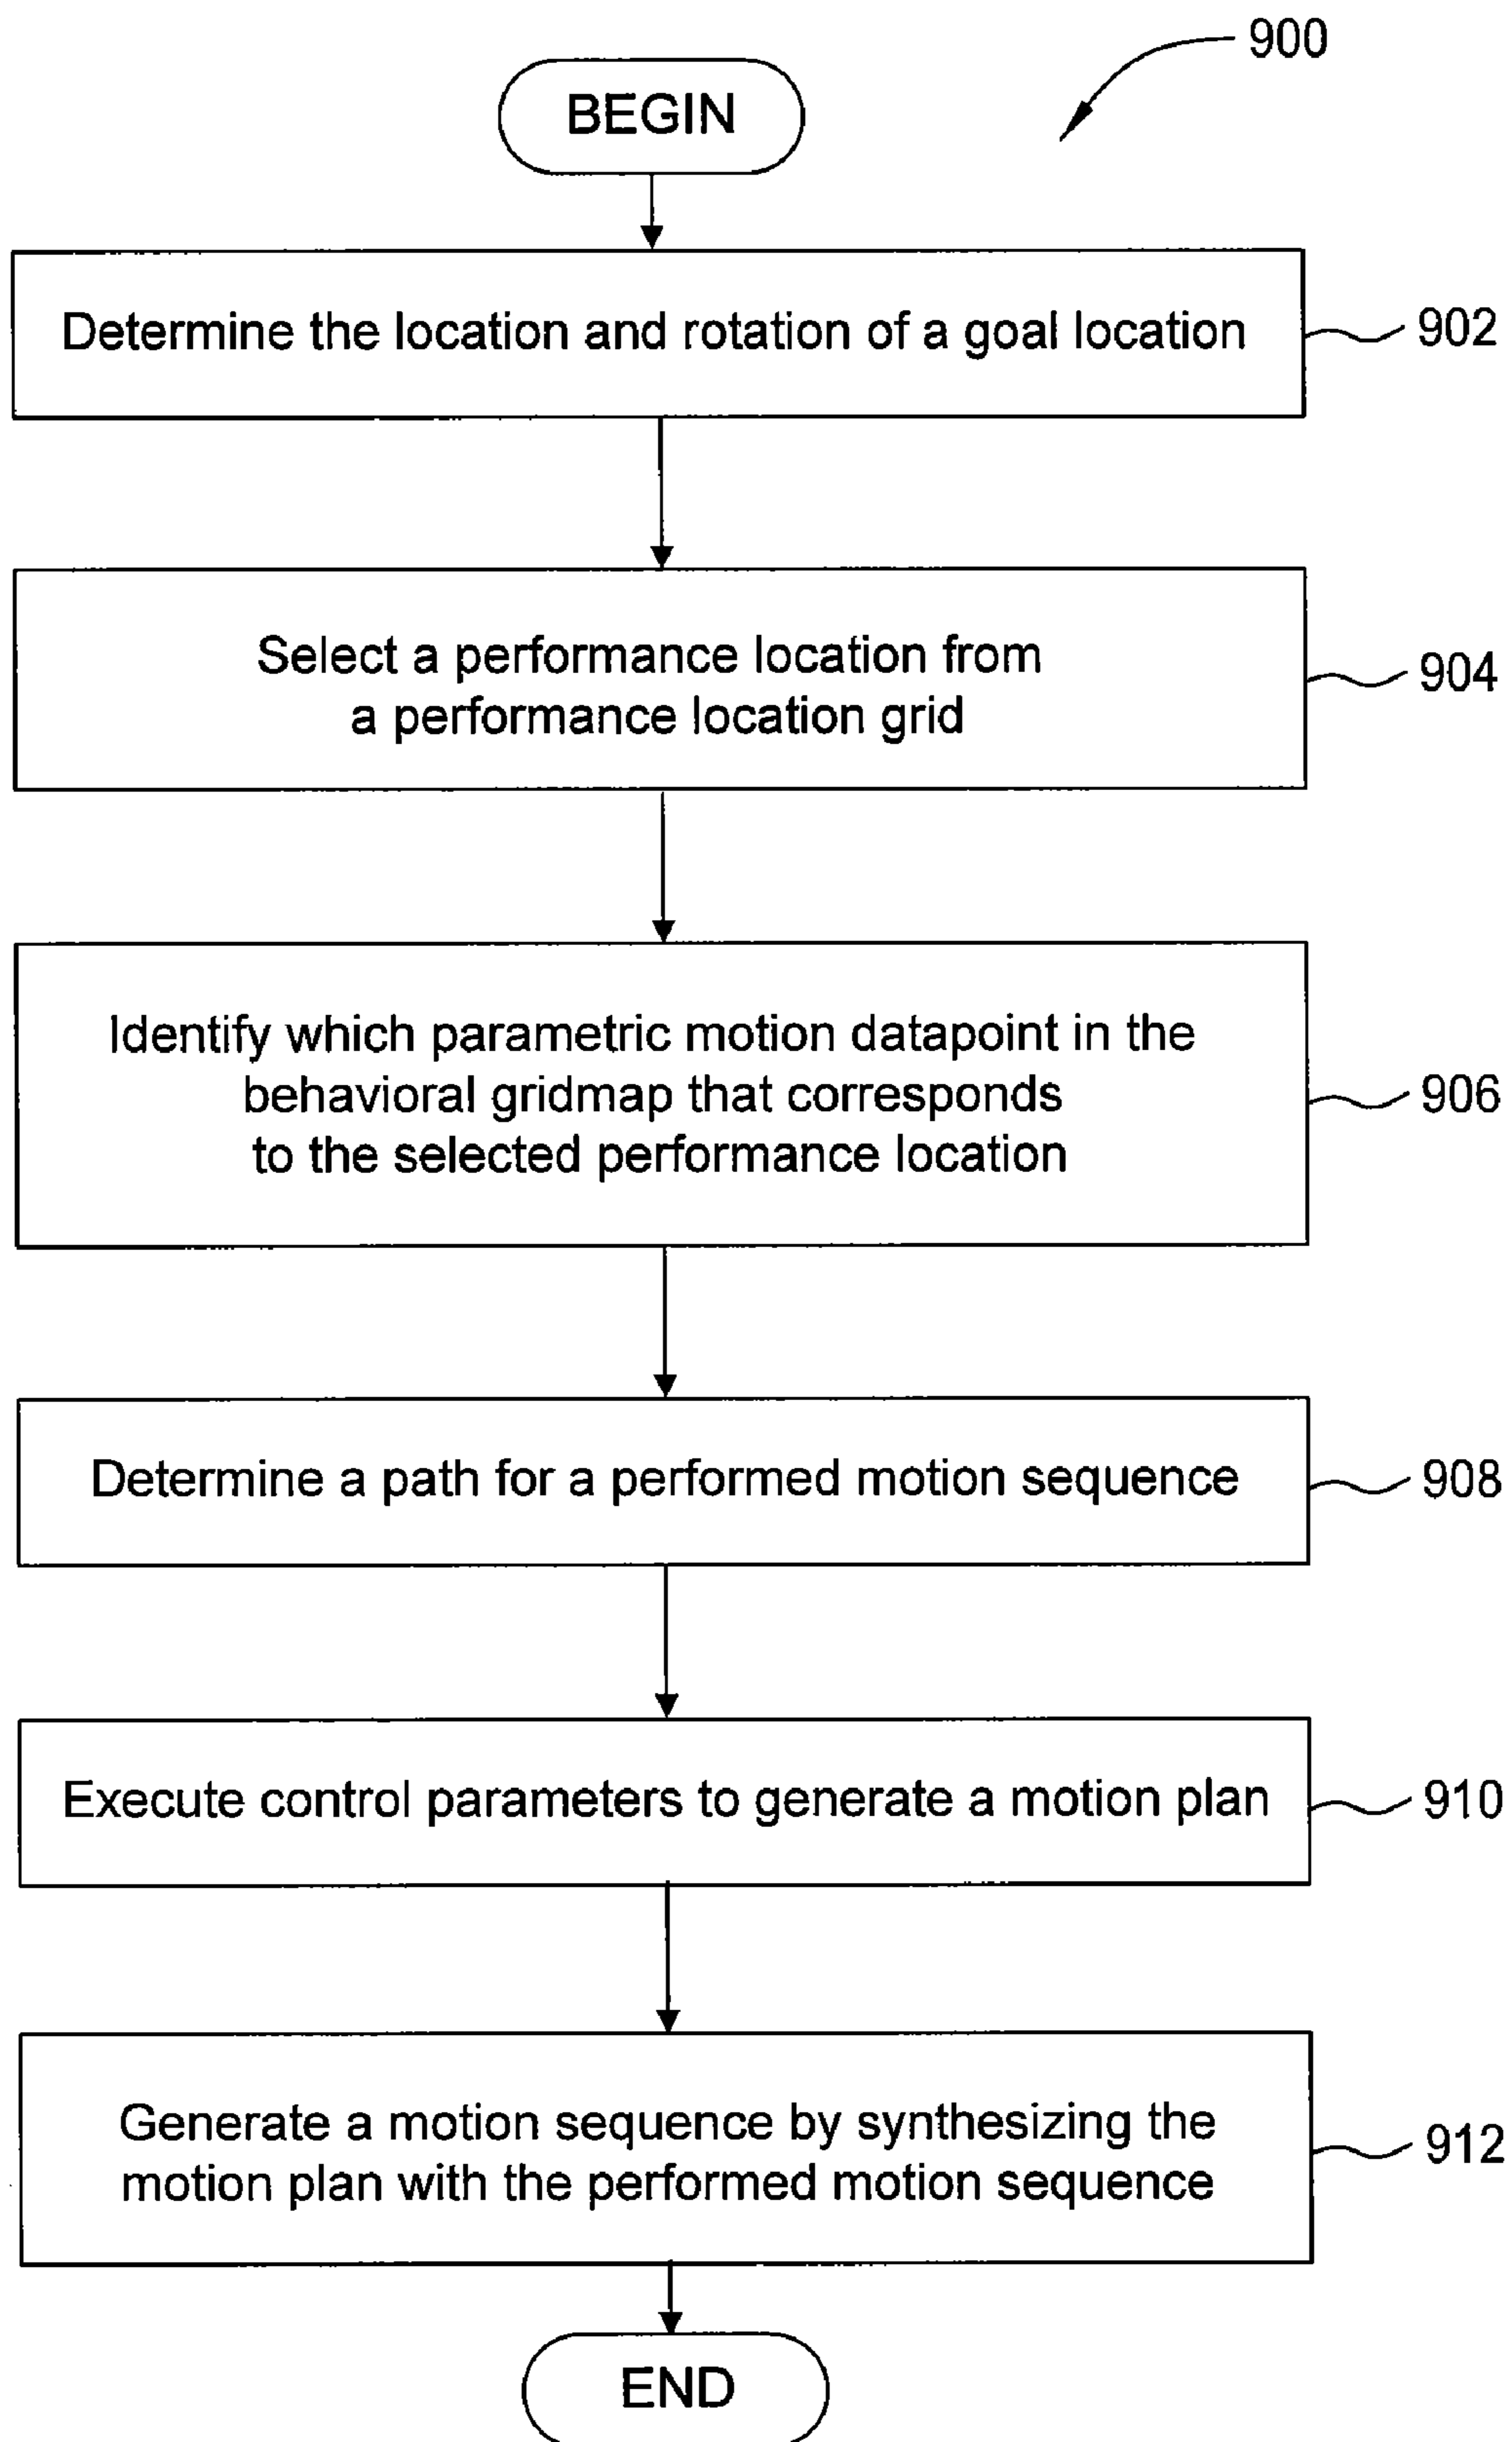 900
BEGIN
Determine the location and rotation of a goal location
902
Select a performance location from
a performance location grid
904
Identify which parametric motion datapoint in the
behavioral gridmap that corresponds
to the selected performance location
906
Determine a path for a performed motion sequence
908
Execute control parameters to generate a motion plan
910
Generate a motion sequence by synthesizing the
motion plan with the performed motion sequence
912
END